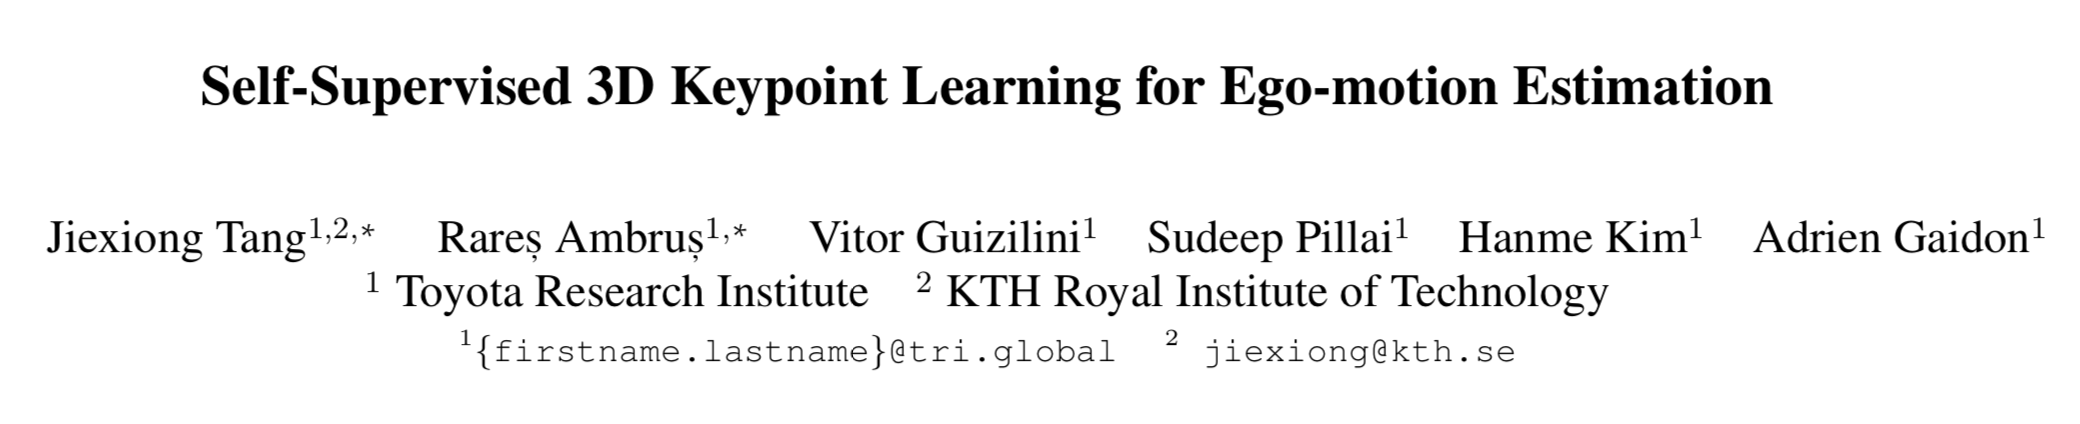 Self-Supervised 3D Keypoint Learning for Ego-motion Estimation
Jiexiong Tang1,2,* Rareș Ambruș1,* Vitor Guizilini1 Sudeep Pillai1 Hanme Kim1 Adrien Gaidon1
1 Toyota Research Institute 2 KTH Royal Institute of Technology
1{firstname.lastname}@tri.global 2 jiexiong@kth.se